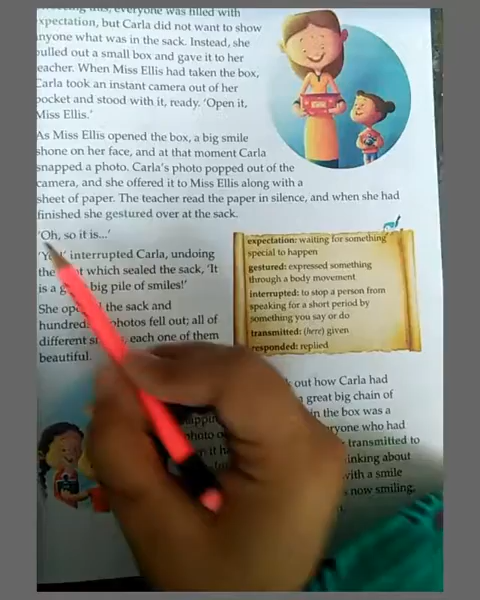 this, everyone was filled with
expectation, but Carla did not want to show
anyone what was in the sack. Instead, she
pulled out a small box and gave it to her
teacher. When Miss Ellis had taken the box,
Carla took an instant camera out of her
pocket and stood with it, ready. 'Open it,
Miss Ellis.'
As Miss Ellis opened the box, a big smile
shone on her face, and at that moment Carla
snapped a photo. Carla's photo popped out of the
camera, and she offered it to Miss Ellis along with a
sheet of paper. The teacher read the paper in silence, and when she had
finished she gestured over at the sack.
'Oh, so it is...'
interrupted Carla, undoing
the which sealed the sack, 'It
is a big pile of smiles!'
She the sack and
hundreds photos fell out; all of
different each one of them
beautiful.
expectation: waiting for something
special to happen
gestured: expressed something
through a body movement
interrupted: to stop a person from
speaking for a short period by
something you say or do
transmitted: (here) given
responded: replied
out how Carla had
great big chain of
in the box was a
who had
transmitted to
about
with a smile
now smiling,